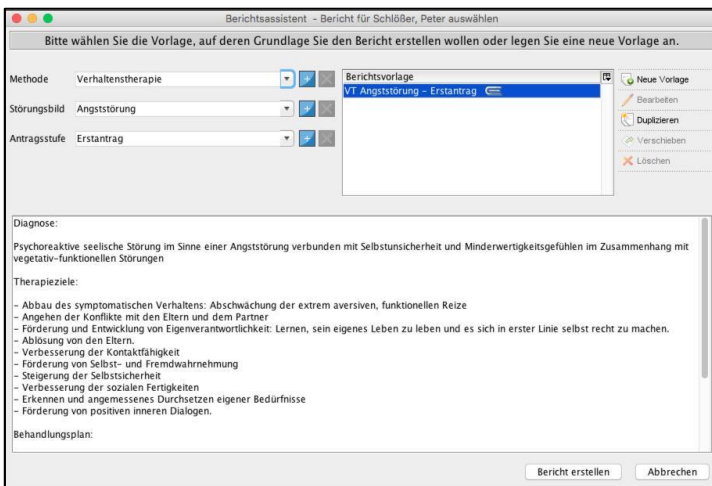 Berichtsassistent - Bericht für Schlößer, Peter auswählen
Bitte wählen Sie die Vorlage, auf deren Grundlage Sie den Bericht erstellen wollen oder legen Sie eine neue Vorlage an.
Methode Verhaltenstherapie
Störungsbild Angststörung
Antragsstufe Erstantrag
Berichtsvorlage
VT Angststörung - Erstantrag
Neue Vorlage
Bearbeiten
Duplizieren
Verschieben
Löschen
Diagnose:
Psychoreaktive seelische Störung im Sinne einer Angststörung verbunden mit Selbstunsicherheit und Minderwertigkeitsgefühlen im Zusammenhang mit
vegetativ-funktionellen Störungen
Therapieziele:
- Abbau des symptomatischen Verhaltens: Abschwächung der extrem aversiven, funktionellen Reize
- Angehen der Konflikte mit den Eltern und dem Partner
- Förderung und Entwicklung von Eigenverantwortlichkeit: Lernen, sein eigenes Leben zu leben und es sich in erster Linie selbst recht zu machen.
- Ablösung von den Eltern.
- Verbesserung der Kontaktfähigkeit
- Förderung von Selbst- und Fremdwahrnehmung
- Steigerung der Selbstsicherheit
- Verbesserung der sozialen Fertigkeiten
- Erkennen und angemessenes Durchsetzen eigener Bedürfnisse
- Förderung von positiven inneren Dialogen.
Behandlungsplan:
Bericht erstellen
Abbrechen